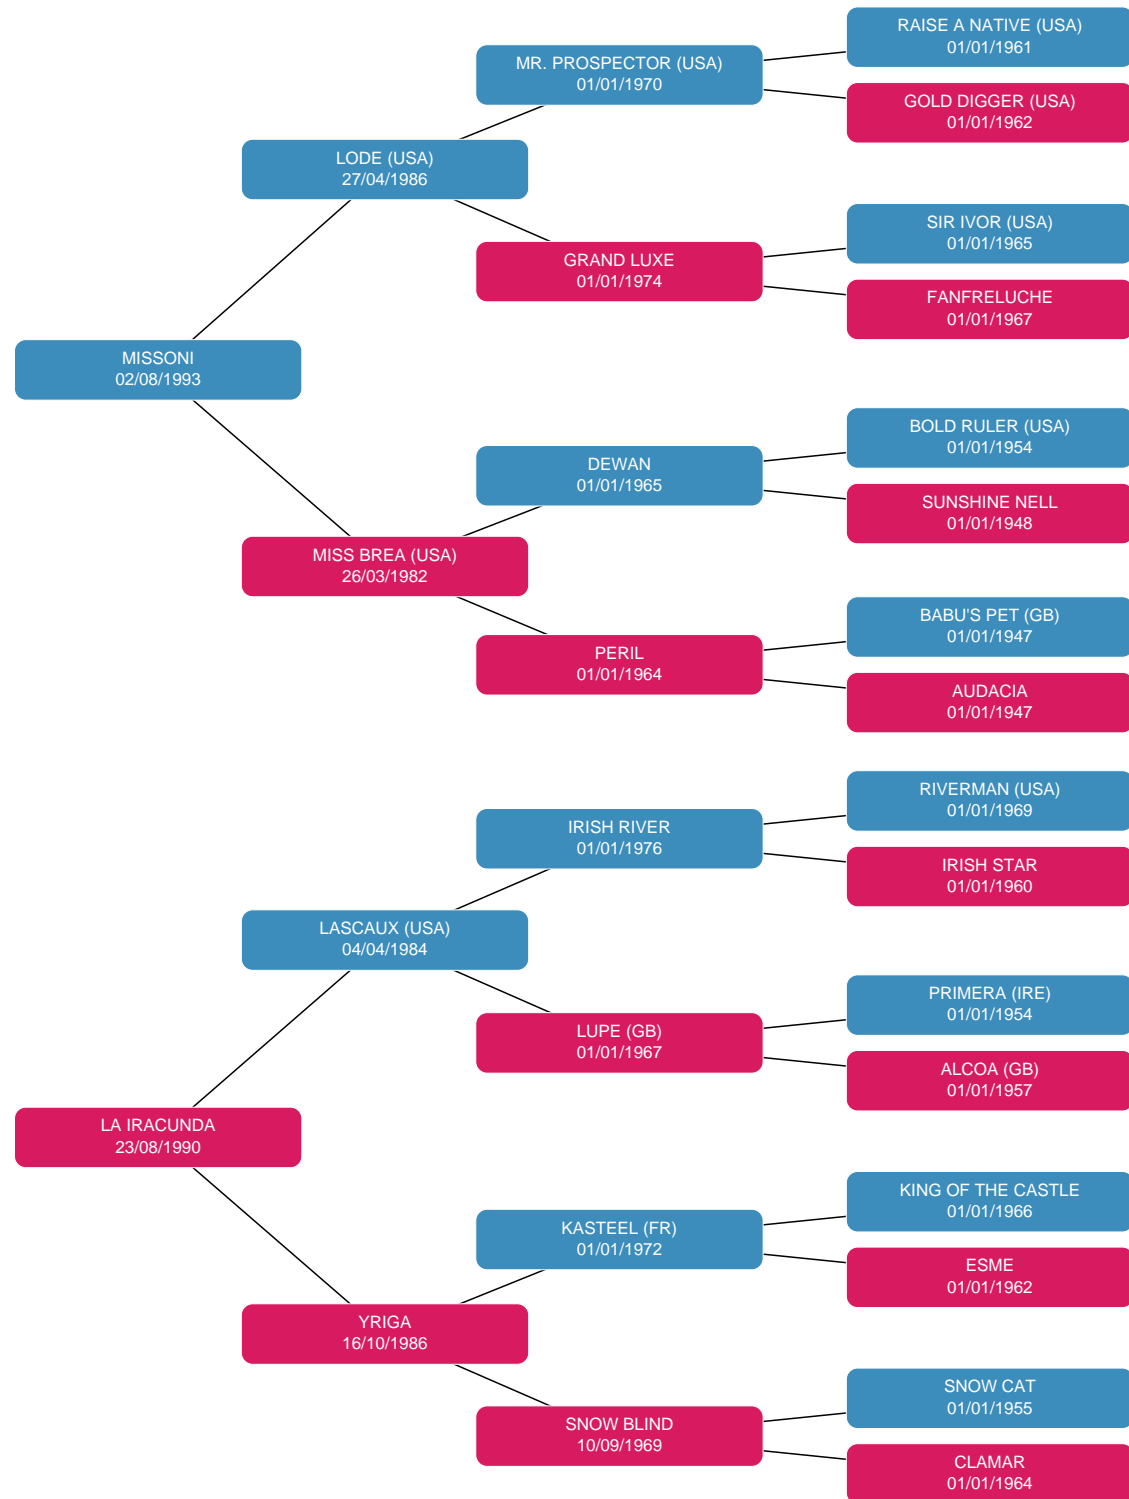 RAISE A NATIVE (USA)
01/01/1961
MR. PROSPECTOR (USA)
01/01/1970
GOLD DIGGER (USA)
01/01/1962
LODE (USA)
27/04/1986
SIR IVOR (USA)
01/01/1965
GRAND LUXE
01/01/1974
FANFRELUCHE
01/01/1967
MISSONI
02/08/1993
BOLD RULER (USA)
01/01/1954
DEWAN
01/01/1965
SUNSHINE NELL
01/01/1948
MISS BREA (USA)
26/03/1982
BABU'S PET (GB)
01/01/1947
PERIL
01/01/1964
AUDACIA
01/01/1947
RIVERMAN (USA)
01/01/1969
IRISH RIVER
01/01/1976
IRISH STAR
01/01/1960
LASCAUX (USA)
04/04/1984
PRIMERA (IRE)
01/01/1954
LUPE (GB)
01/01/1967
ALCOA (GB)
01/01/1957
LA IRACUNDA
23/08/1990
KING OF THE CASTLE
01/01/1966
KASTEEL (FR)
01/01/1972
ESME
01/01/1962
YRIGA
16/10/1986
SNOW CAT
01/01/1955
SNOW BLIND
10/09/1969
CLAMAR
01/01/1964